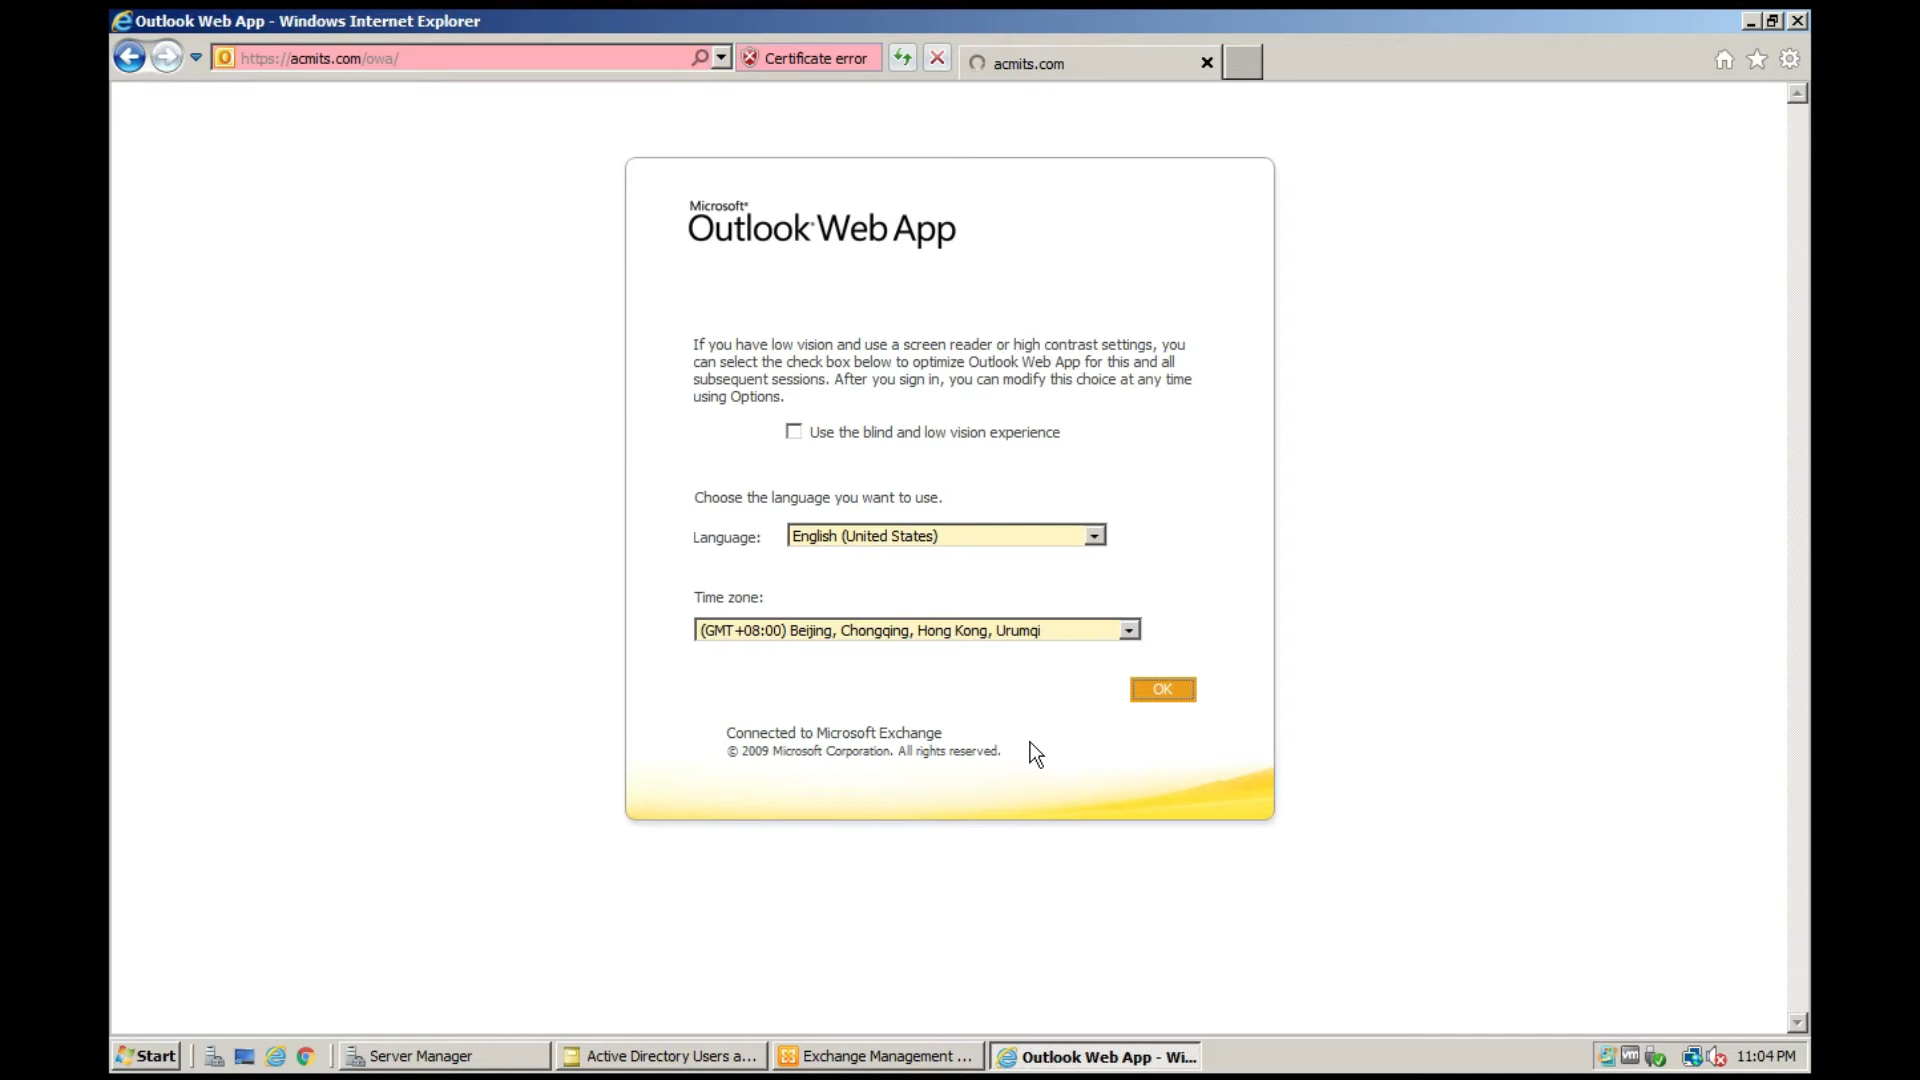 Outlook Web App - Windows Internet Explorer
https://acmits.com/owa/
Certificate error
acmits.com
Microsoft®
Outlook® Web App
If you have low vision and use a screen reader or high contrast settings, you
can select the check box below to optimize Outlook Web App for this and all
subsequent sessions. After you sign in, you can modify this choice at any time
using Options.
Use the blind and low vision experience
Choose the language you want to use.
Language:
English (United States)
Time zone:
(GMT+08:00) Beijing, Chongqing, Hong Kong, Urumqi
OK
Connected to Microsoft Exchange
© 2009 Microsoft Corporation. All rights reserved.
Start
Server Manager
Active Directory Users a...
Exchange Management ...
Outlook Web App - Wi...
vm
11:04 PM